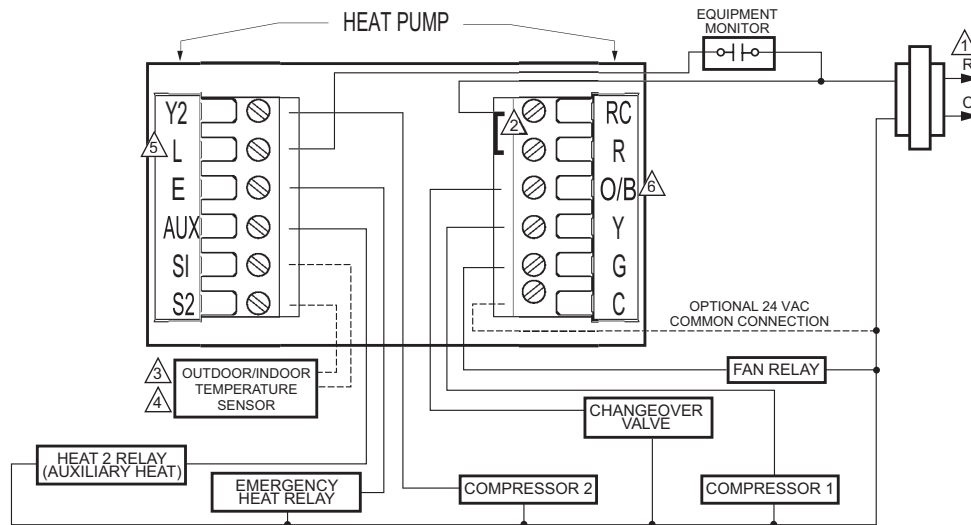 HEAT PUMP
EQUIPMENT
MONITOR
1
R
Y2
L
E
AUX
SI
S2
5
2
RC
R
O/B
Y
G
C
6
OPTIONAL 24 VAC
COMMON CONNECTION
3
4
OUTDOOR/INDOOR
TEMPERATURE
SENSOR
FAN RELAY
CHANGEOVER
VALVE
HEAT 2 RELAY
(AUXILIARY HEAT)
EMERGENCY
HEAT RELAY
COMPRESSOR 2
COMPRESSOR 1